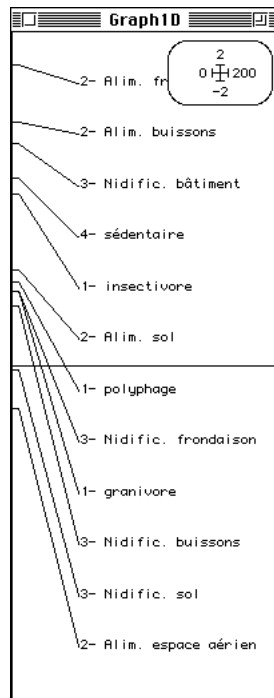 Graph1D
2
0 200
-2
2- Alim. fr
2- Alim. buissons
3- Nidific. bâtiment
4- sédentaire
1- insectivore
2- Alim. sol
1- polyphage
3- Nidific. frondaison
1- granivore
3- Nidific. buissons
3- Nidific. sol
2- Alim. espace aérien